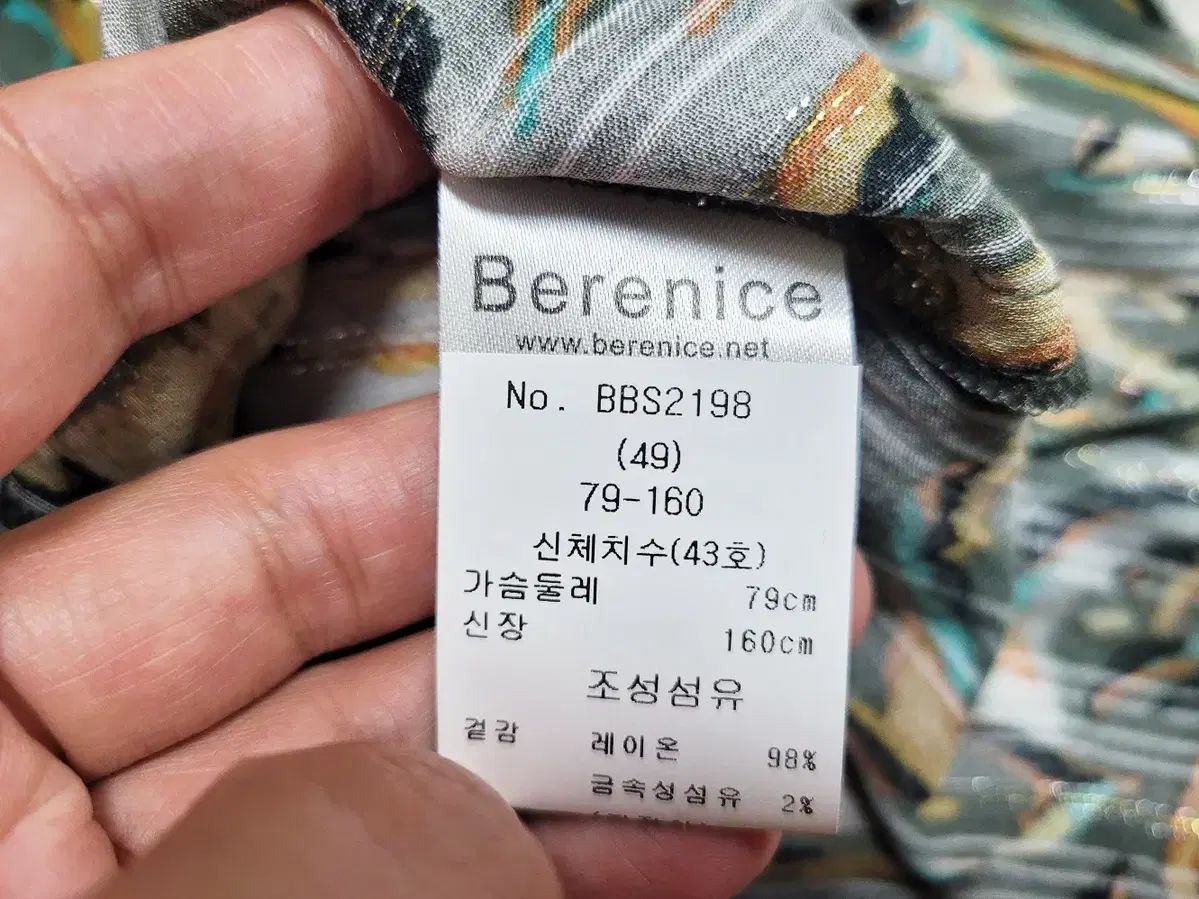 Berenice
www.berenice.net
No. BBS2198
(49)
79-160
신체치수(43호)
가슴둘레 79cm
신장 160cm
조성섬유
겉감 레이온 98%
금속성섬유 2%